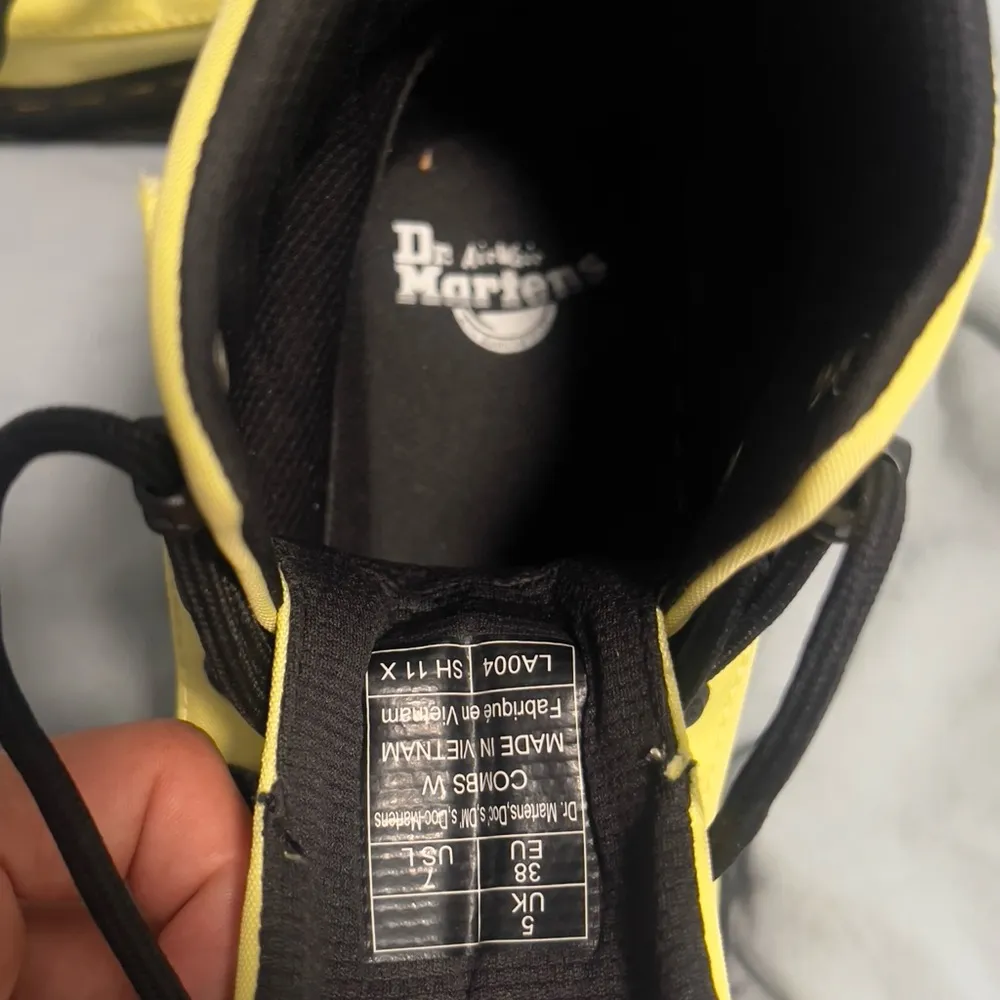 Dr. AirWair
Martens
5
UK
38
EU
7
US L
Dr. Martens,Doc's,DM's,Doc Martens
COMBS W
MADE IN VIETNAM
Fabriqué en Vietnam
LA004 SH 11 X